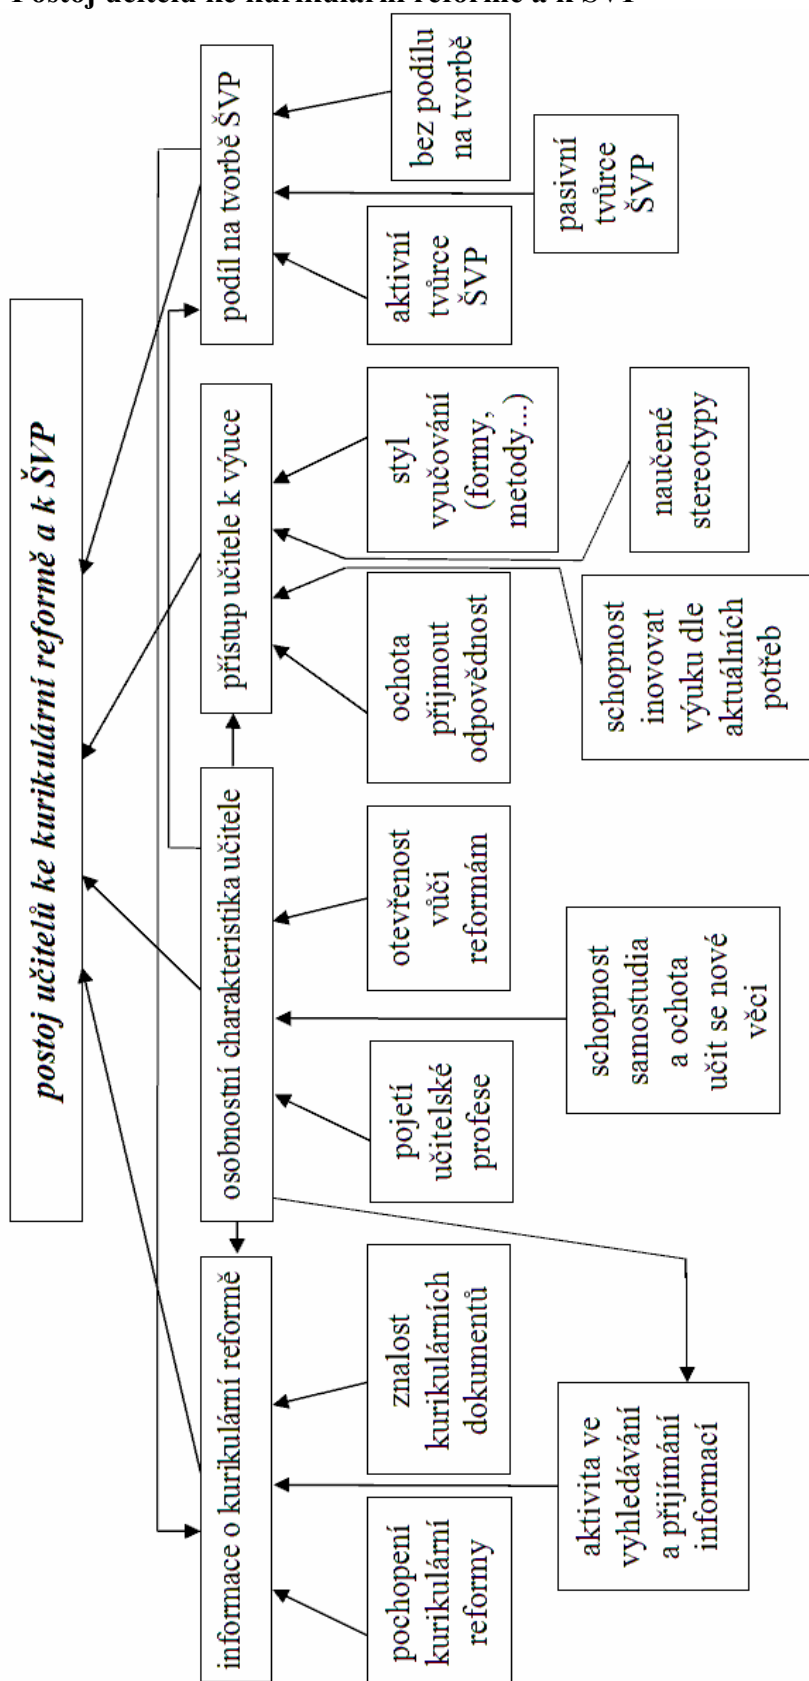 Postoj učitelů ke kurikulární reformě a k ŠVP
postoj učitelů ke kurikulární reformě a k ŠVP
informace o kurikulární reformě
osobnostní charakteristika učitele
přístup učitele k výuce
podíl na tvorbě ŠVP
pochopení
kurikulární
reformy
znalost
kurikulárních
dokumentů
pojetí
učitelské
profese
otevřenost
vůči
reformám
ochota
přijmout
odpovědnost
styl
vyučování
(formy,
metody...)
aktivní
tvůrce
ŠVP
bez podílu
na tvorbě
aktivita ve
vyhledávání
a přijímání
informací
schopnost
samostudia
a ochota
učit se nové
věci
schopnost
inovovat
výuku dle
aktuálních
potřeb
naučené
stereotypy
pasivní
tvůrce
ŠVP